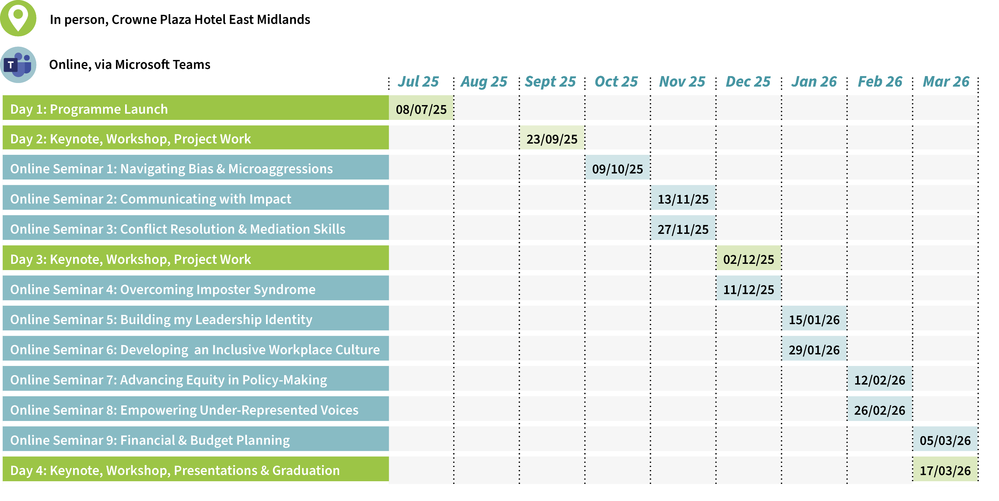 In person, Crowne Plaza Hotel East Midlands
T
Online, via Microsoft Teams
Jul 25 Aug 25 Sept 25 Oct 25 Nov 25 Dec 25 Jan 26 Feb 26 Mar 26
Day 1: Programme Launch 08/07/25
Day 2: Keynote, Workshop, Project Work 23/09/25
Online Seminar 1: Navigating Bias & Microaggressions 09/10/25
Online Seminar 2: Communicating with Impact 13/11/25
Online Seminar 3: Conflict Resolution & Mediation Skills 27/11/25
Day 3: Keynote, Workshop, Project Work 02/12/25
Online Seminar 4: Overcoming Imposter Syndrome 11/12/25
Online Seminar 5: Building my Leadership Identity 15/01/26
Online Seminar 6: Developing  an Inclusive Workplace Culture 29/01/26
Online Seminar 7: Advancing Equity in Policy-Making 12/02/26
Online Seminar 8: Empowering Under-Represented Voices 26/02/26
Online Seminar 9: Financial & Budget Planning 05/03/26
Day 4: Keynote, Workshop, Presentations & Graduation 17/03/26